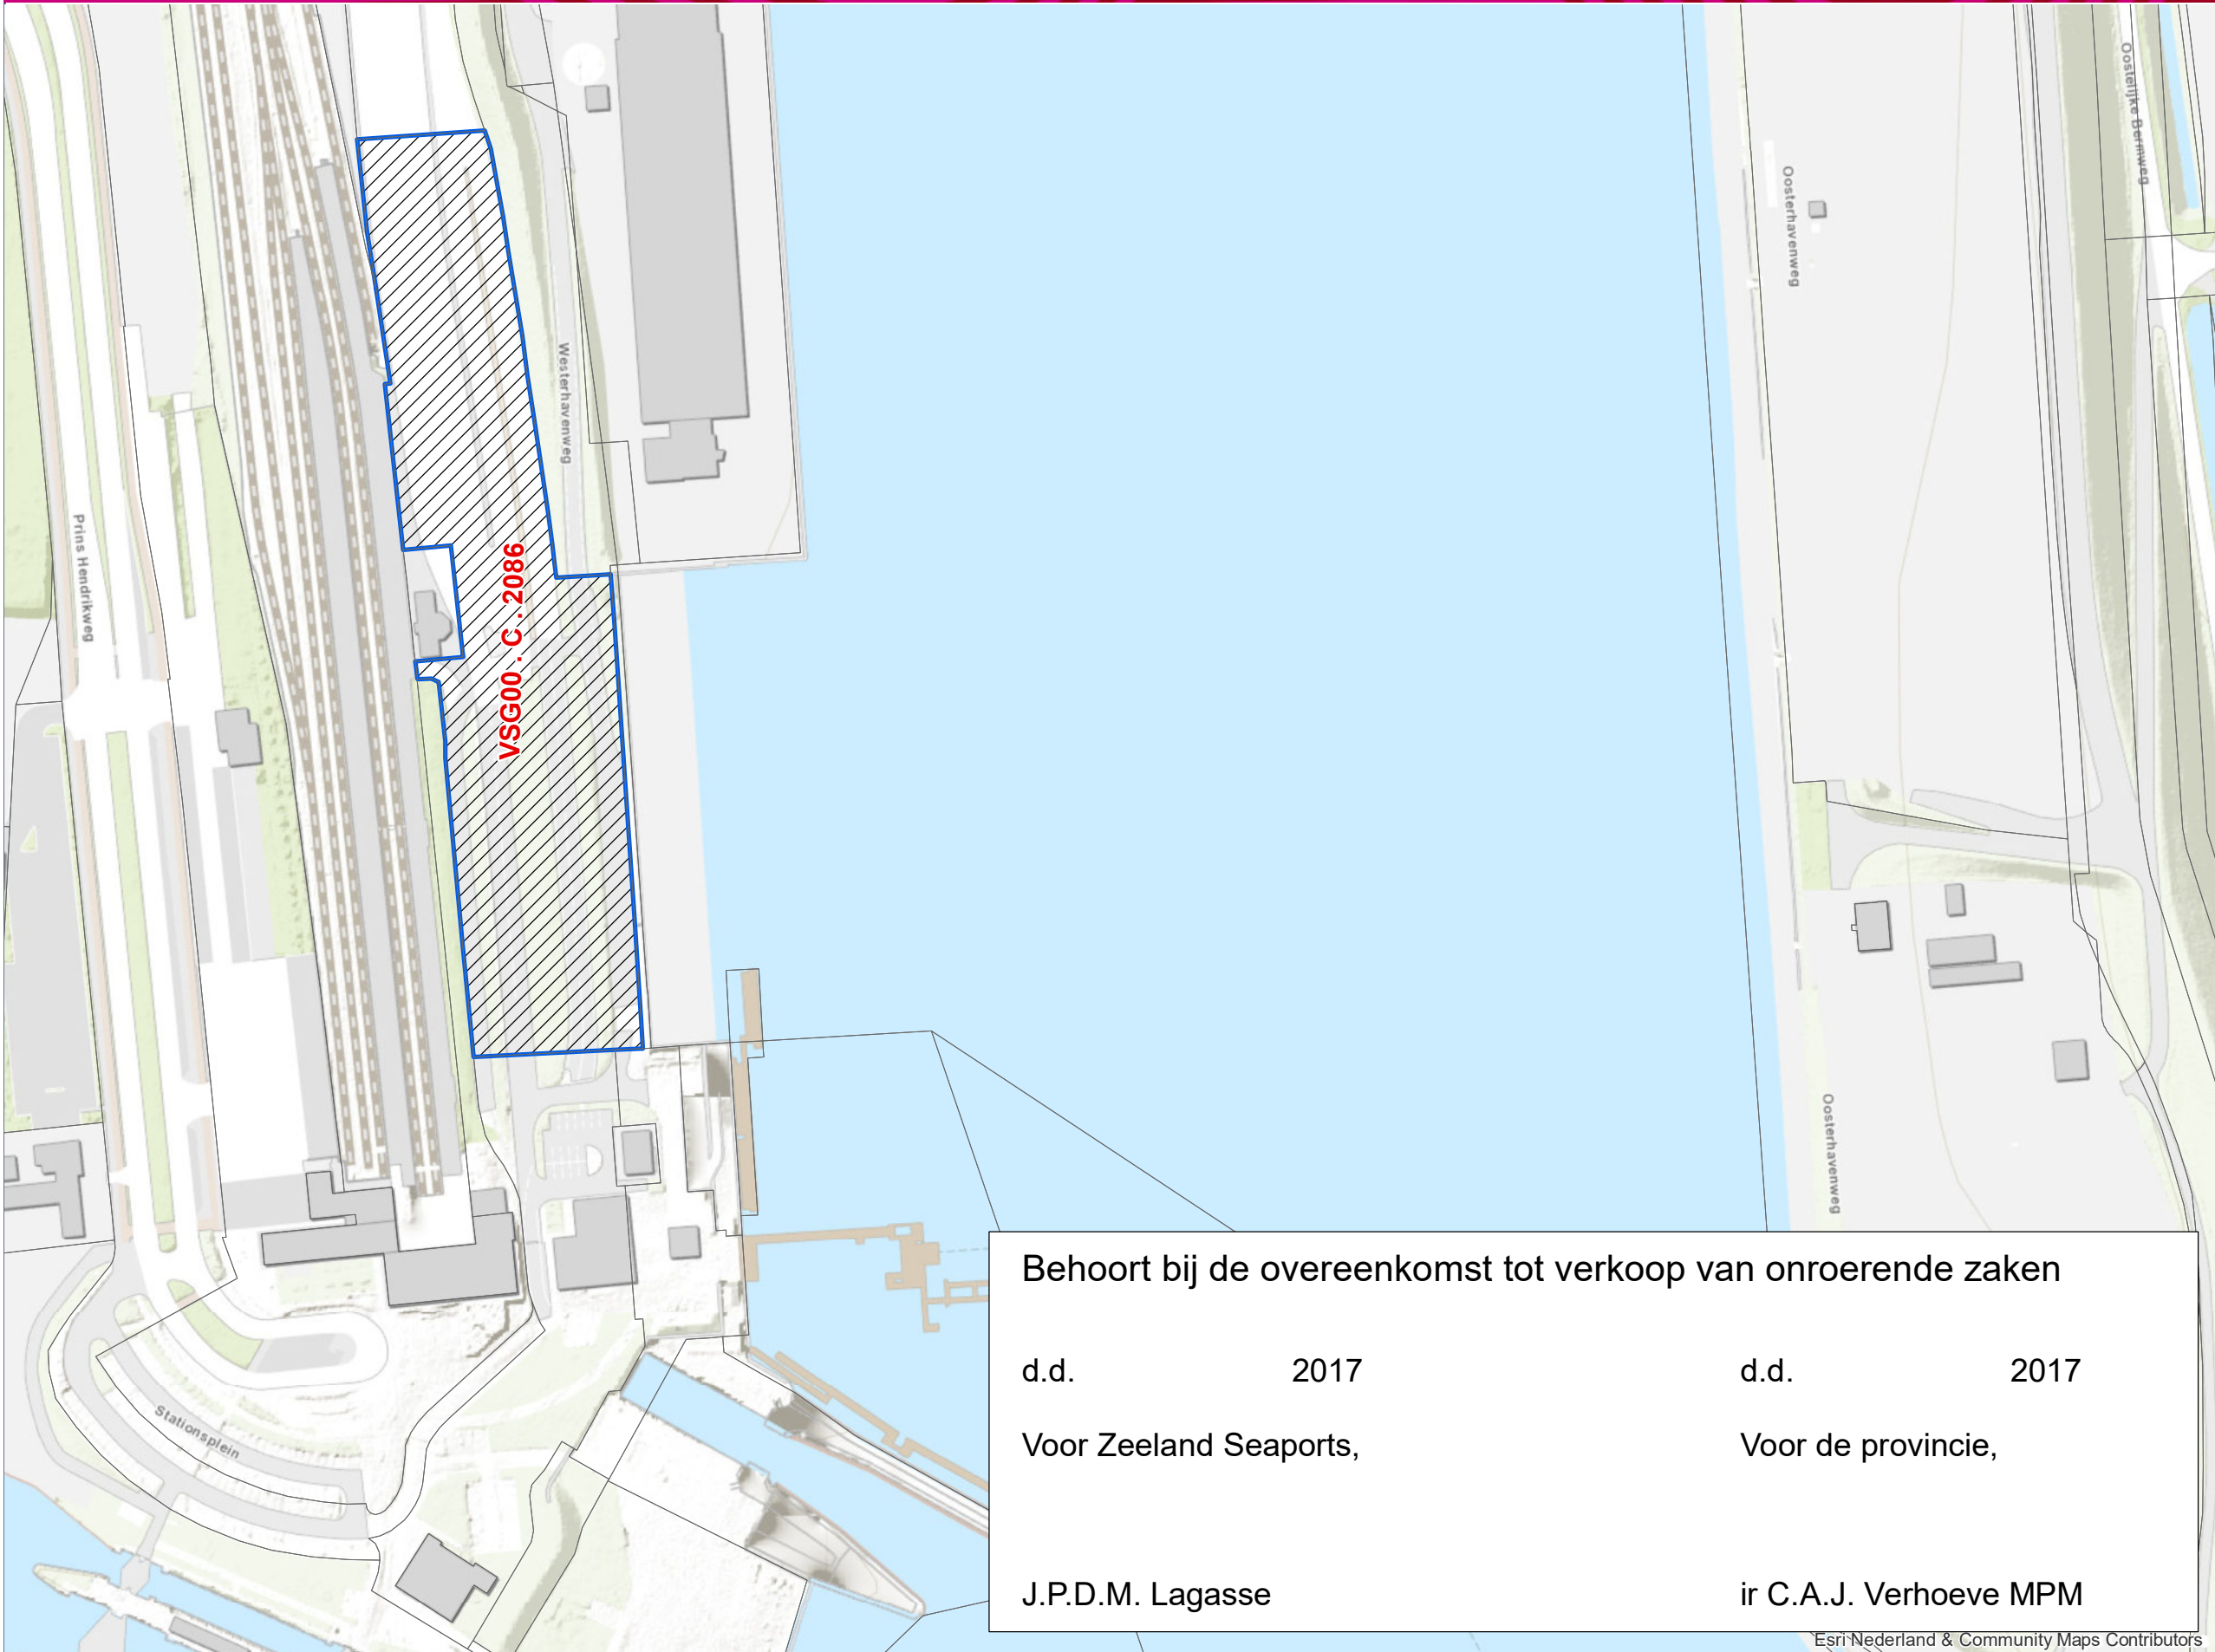 Oostelijke Bermweg
Oosterhavenweg
Westerhavenweg
Prins Hendrikweg
VSG00 . C . 2086
Oosterhavenweg
Stationsplein
Behoort bij de overeenkomst tot verkoop van onroerende zaken
d.d. 2017 d.d. 2017
Voor Zeeland Seaports, Voor de provincie,
J.P.D.M. Lagasse ir C.A.J. Verhoeve MPM
Esri Nederland & Community Maps Contributors